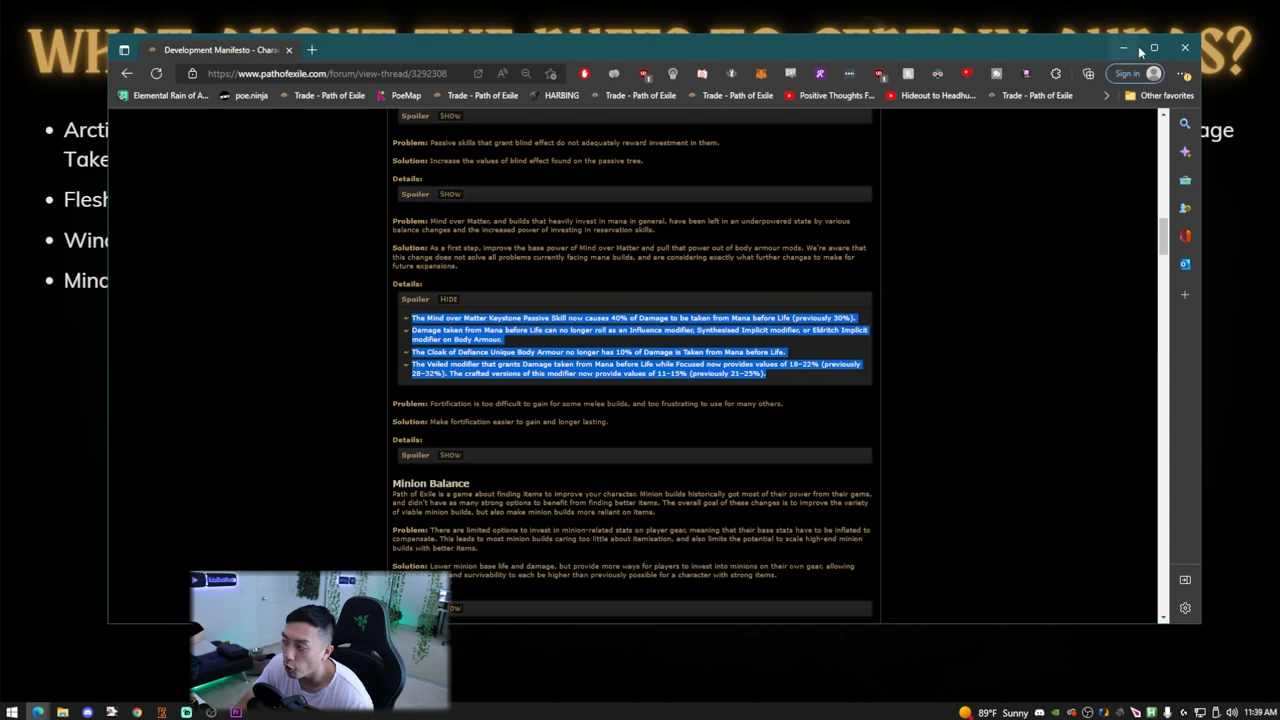 WHAT ABOUT THE BUFFS TO CERTAIN AURAS?
Development Manifesto - Chara
https://www.pathofexile.com/forum/view-thread/3292308
Sign in
Elemental Rain of A...
poe.ninja
Trade - Path of Exile
PoeMap
Trade - Path of Exile
HARBING
Trade - Path of Exile
Trade - Path of Exile
Positive Thoughts F...
Hideout to Headhu...
Trade - Path of Exile
Other favorites
Arcti
age
Take
Flesh
Wind
Mind
Spoiler SHOW
Problem: Passive skills that grant blind effect do not adequately reward investment in them.
Solution: Increase the values of blind effect found on the passive tree.
Details:
Spoiler SHOW
Problem: Mind over Matter, and builds that heavily invest in mana in general, have been left in an underpowered state by various
balance changes and the increased power of investing in reservation skills.
Solution: As a first step, improve the base power of Mind over Matter and pull that power out of body armour mods. We're aware that
this change does not solve all problems currently facing mana builds, and are considering exactly what further changes to make for
future expansions.
Details:
Spoiler HIDE
The Mind over Matter Keystone Passive Skill now causes 40% of Damage to be taken from Mana before Life (previously 30%).
Damage taken from Mana before Life can no longer roll as an Influence modifier, Synthesised Implicit modifier, or Eldritch Implicit
modifier on Body Armour.
The Cloak of Defiance Unique Body Armour no longer has 10% of Damage is Taken from Mana before Life.
The Veiled modifier that grants Damage taken from Mana before Life while Focused now provides values of 18–22% (previously
28–32%). The crafted versions of this modifier now provide values of 11–15% (previously 21–25%).
Problem: Fortification is too difficult to gain for some melee builds, and too frustrating to use for many others.
Solution: Make fortification easier to gain and longer lasting.
Details:
Spoiler SHOW
Minion Balance
Path of Exile is a game about finding items to improve your character. Minion builds historically got most of their power from their gems,
and didn't have as many strong options to benefit from finding better items. The overall goal of these changes is to improve the variety
of viable minion builds, but also make minion builds more reliant on items.
Problem: There are limited options to invest in minion-related stats on player gear, meaning that their base stats have to be inflated to
compensate. This leads to most minion builds caring too little about itemisation, and also limits the potential to scale high-end minion
builds with better items.
Solution: Lower minion base life and damage, but provide more ways for players to invest into minions on their own gear, allowing
and survivability to each be higher than previously possible for a character with strong items.
OW
89°F Sunny
11:39 AM